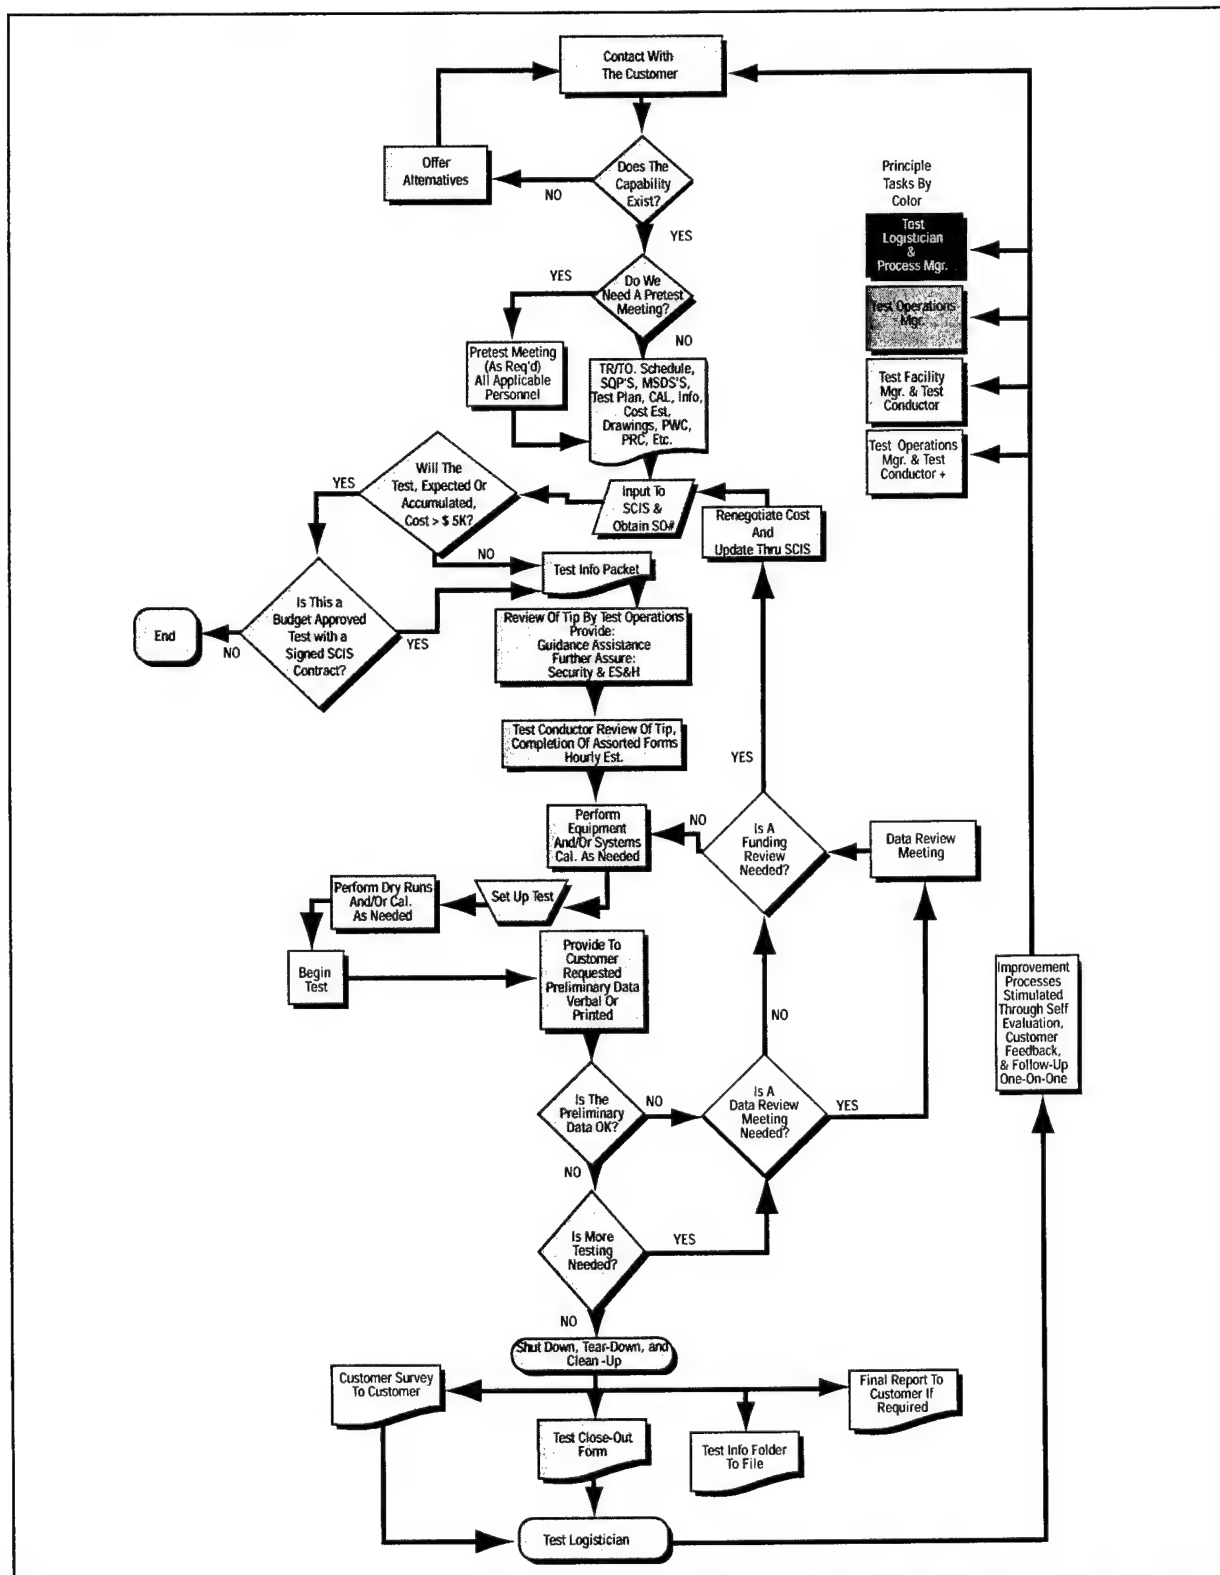 Contact With
The Customer
Offer
Alternatives
NO
Does The
Capability
Exist?
YES
Principle
Tasks By
Color
Test
Logistician
&
Process Mgr.
Test Operations
Mgr.
Test Facility
Mgr. & Test
Conductor
Test Operations
Mgr. & Test
Conductor +
YES
Do We
Need A Pretest
Meeting?
NO
Pretest Meeting
(As Req'd)
All Applicable
Personnel
TR/TO. Schedule,
SQP'S, MSDS'S,
Test Plan, CAL, Info,
Cost Est,
Drawings, PWC,
PRC, Etc.
YES
Will The
Test, Expected Or
Accumulated,
Cost > $ 5K?
NO
Input To
SCIS &
Obtain SO#
Renegotiate Cost
And
Update Thru SCIS
Test Info Packet
End
NO
Is This a
Budget Approved
Test with a
Signed SCIS
Contract?
YES
Review Of Tip By Test Operations
Provide:
Guidance Assistance
Further Assure:
Security & ES&H
Test Conductor Review Of Tip,
Completion Of Assorted Forms
Hourly Est.
YES
Perform
Equipment
And/Or Systems
Cal. As Needed
NO
Is A
Funding
Review
Needed?
Data Review
Meeting
Perform Dry Runs
And/Or Cal.
As Needed
Set Up Test
Begin
Test
Provide To
Customer
Requested
Preliminary Data
Verbal Or
Printed
NO
Improvement
Processes
Stimulated
Through Self
Evaluation,
Customer
Feedback,
& Follow-Up
One-On-One
Is The
Preliminary
Data OK?
NO
Is A
Data Review
Meeting
Needed?
YES
NO
Is More
Testing
Needed?
YES
NO
Shut Down, Tear-Down, and
Clean -Up
Customer Survey
To Customer
Test Close-Out
Form
Test Info Folder
To File
Final Report To
Customer If
Required
Test Logistician